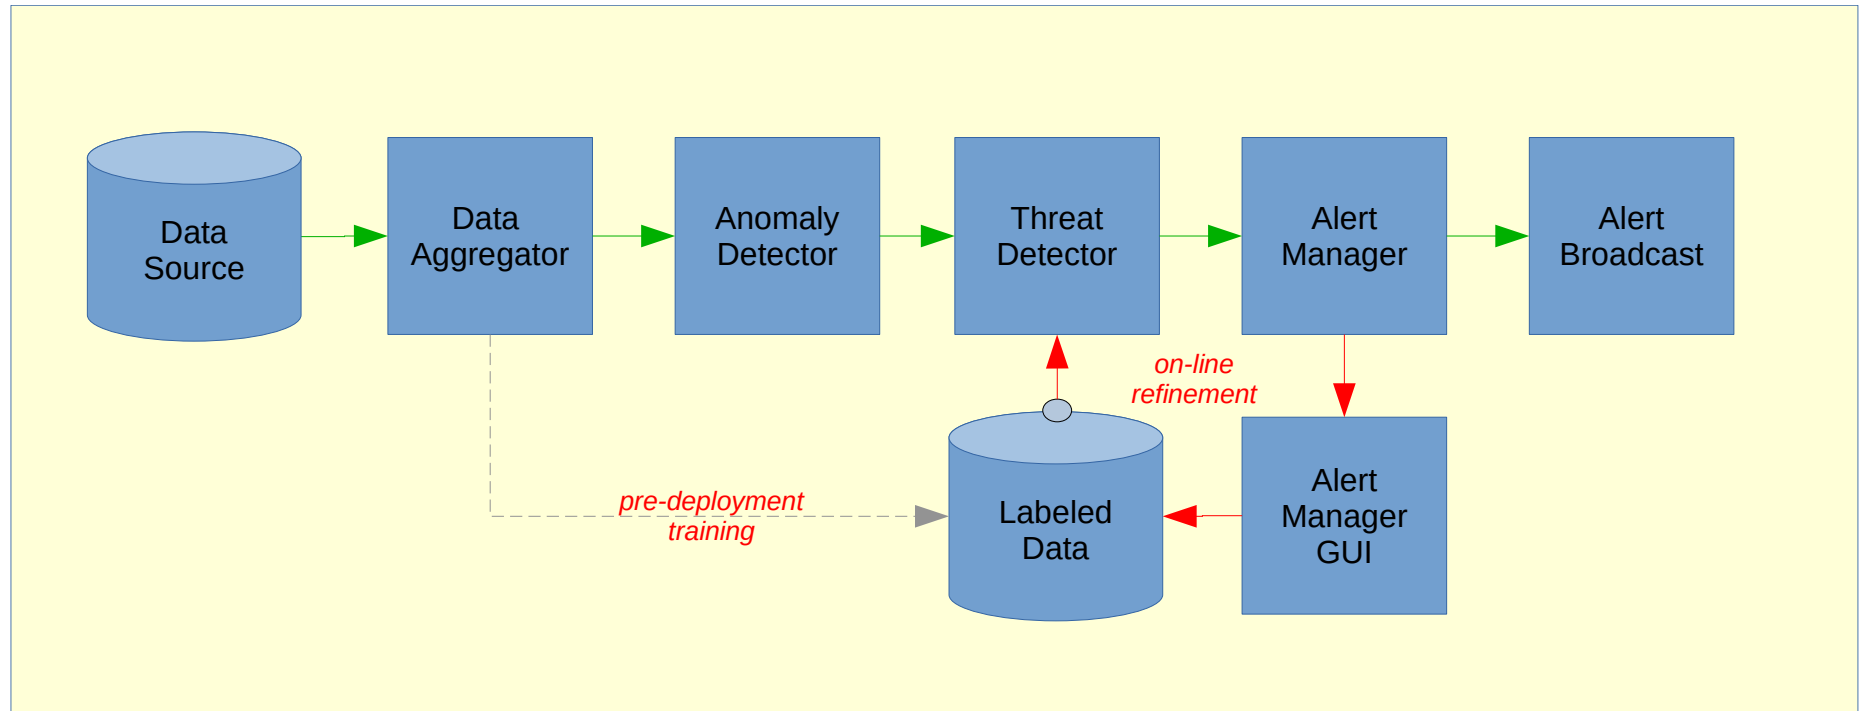 Data
Source
Data
Aggregator
Anomaly
Detector
Threat
Detector
Alert
Manager
Alert
Broadcast
on-line
refinement
pre-deployment
training
Labeled
Data
Alert
Manager
GUI